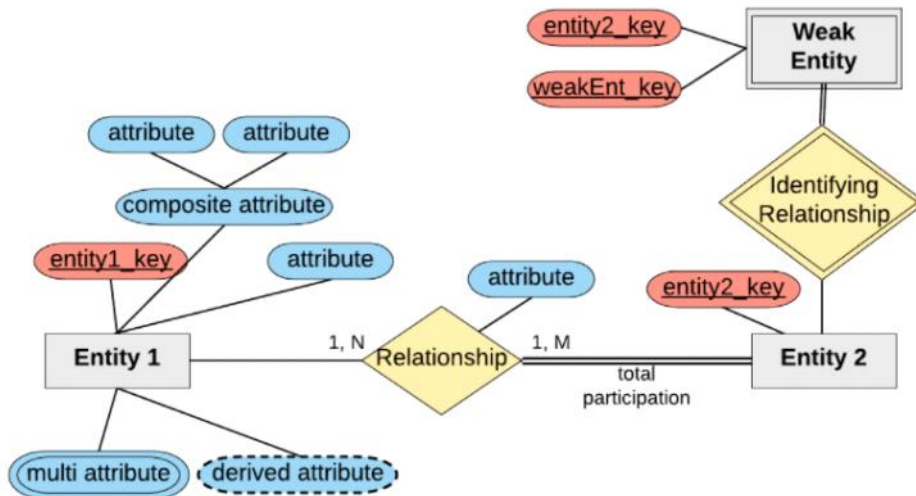 entity2_key
Weak
Entity
weakEnt_key
attribute
attribute
composite attribute
Identifying
Relationship
entity1_key
attribute
attribute
entity2_key
Entity 1
1, N
Relationship
1, M
total
participation
Entity 2
multi attribute
derived attribute